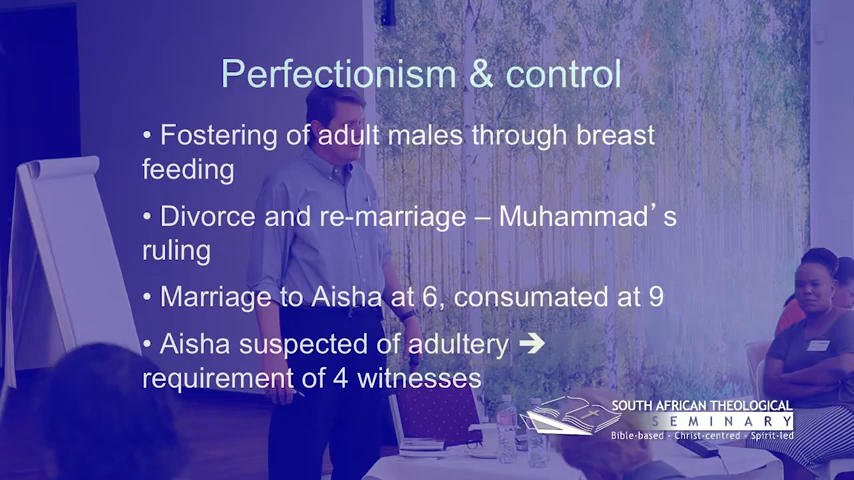 Perfectionism & control
• Fostering of adult males through breast
feeding
• Divorce and re-marriage – Muhammad’s
ruling
• Marriage to Aisha at 6, consumated at 9
• Aisha suspected of adultery ➔
requirement of 4 witnesses
SOUTH AFRICAN THEOLOGICAL
SEMINARY
Bible-based - Christ-centred - Spirit-led